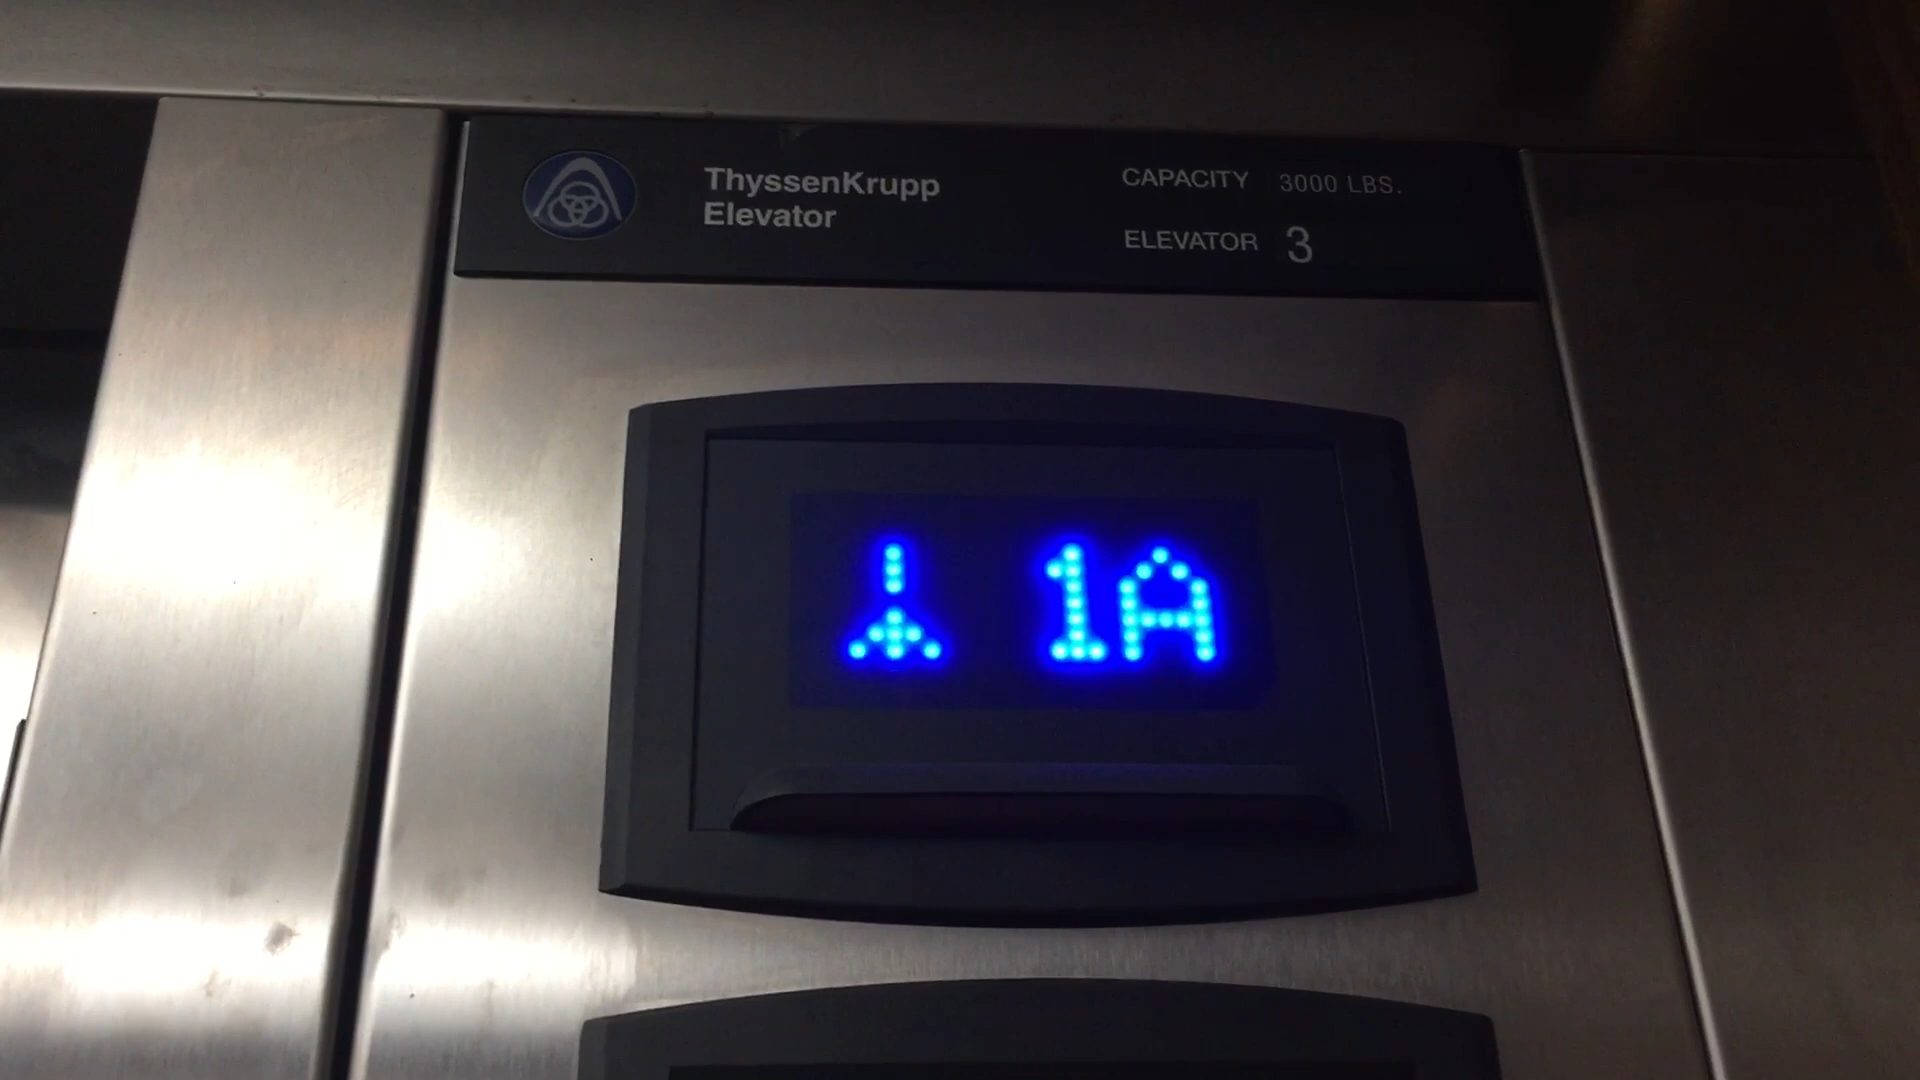 ThyssenKrupp
Elevator
CAPACITY 3000 LBS.
ELEVATOR 3
1A